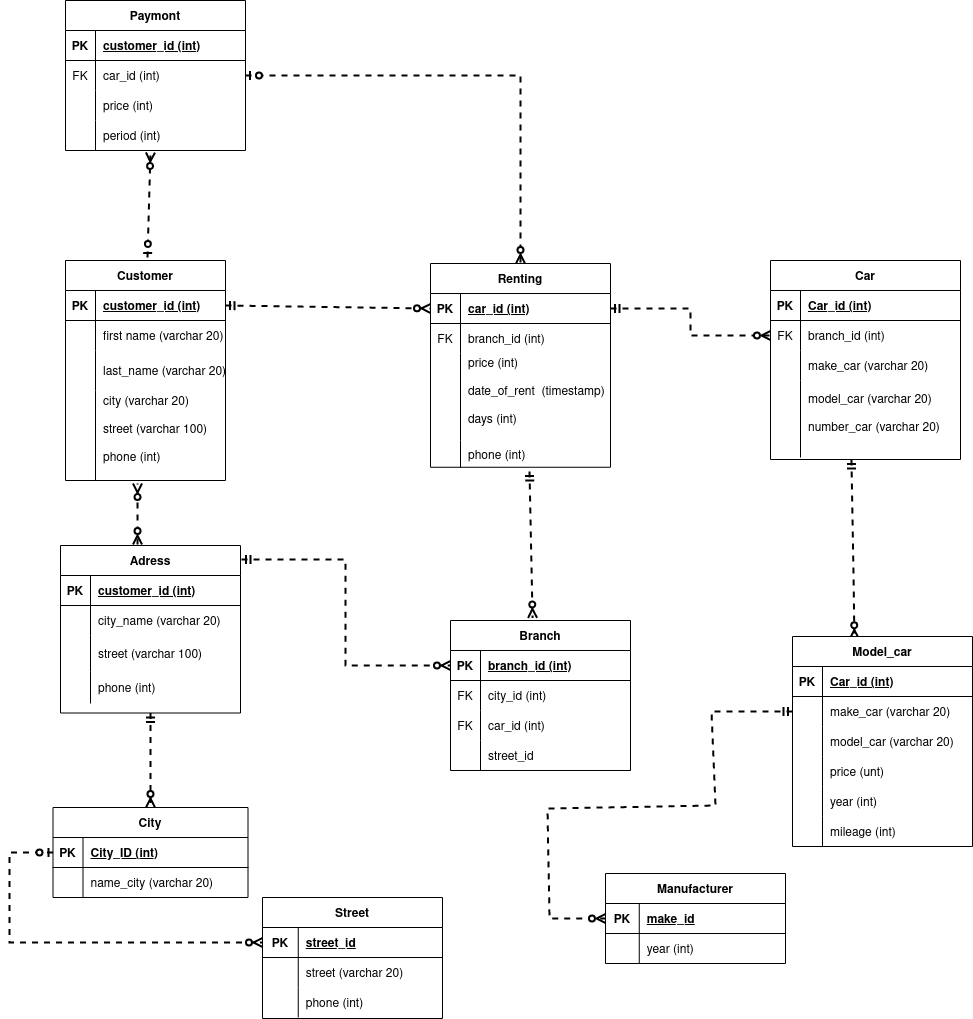 Paymont
PK customer_id (int)
FK car_id (int)
price (int)
period (int)
Customer
PK customer_id (int)
first name (varchar 20)
last_name (varchar 20)
city (varchar 20)
street (varchar 100)
phone (int)
Renting
PK car_id (int)
FK branch_id (int)
price (int)
date_of_rent (timestamp)
days (int)
phone (int)
Car
PK Car_id (int)
FK branch_id (int)
make_car (varchar 20)
model_car (varchar 20)
number_car (varchar 20)
Adress
PK customer_id (int)
city_name (varchar 20)
street (varchar 100)
phone (int)
Branch
PK branch_id (int)
FK city_id (int)
FK car_id (int)
street_id
Model_car
PK Car_id (int)
make_car (varchar 20)
model_car (varchar 20)
price (unt)
year (int)
mileage (int)
City
PK City_ID (int)
name_city (varchar 20)
Street
PK street_id
street (varchar 20)
phone (int)
Manufacturer
PK make_id
year (int)